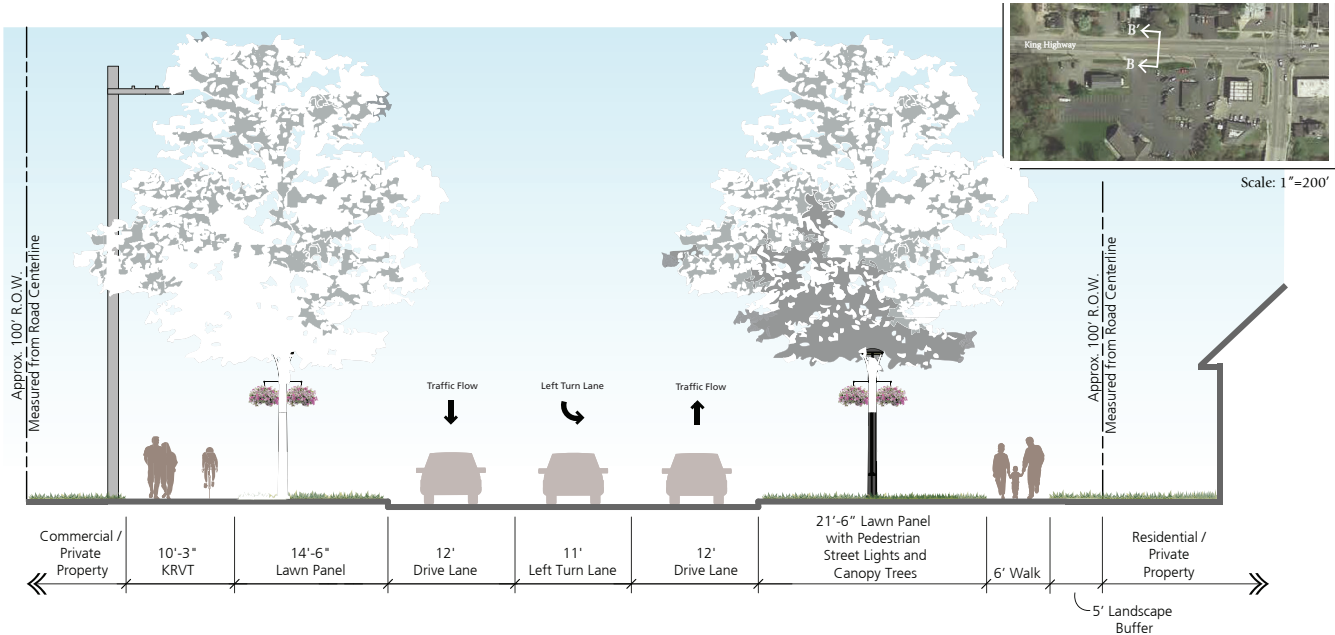 B'
King Highway
B
Scale: 1"=200'
Approx. 100' R.O.W.
Measured from Road Centerline
Approx. 100' R.O.W.
Measured from Road Centerline
Traffic Flow
Left Turn Lane
Traffic Flow
Commercial /
Private
Property
10'-3"
KRVT
14'-6"
Lawn Panel
12'
Drive Lane
11'
Left Turn Lane
12'
Drive Lane
21'-6" Lawn Panel
with Pedestrian
Street Lights and
Canopy Trees
6' Walk
5' Landscape
Buffer
Residential /
Private
Property